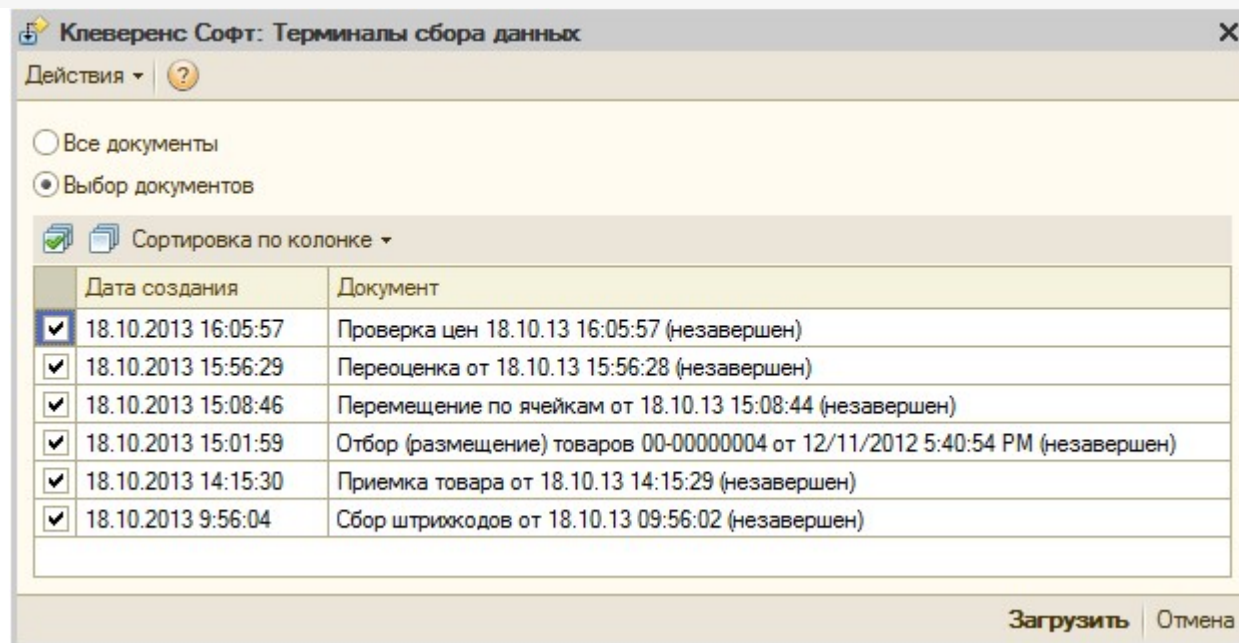 Клеверенс Софт: Терминалы сбора данных
Действия
Все документы
Выбор документов
Сортировка по колонке
Дата создания Документ
18.10.2013 16:05:57 Проверка цен 18.10.13 16:05:57 (незавершен)
18.10.2013 15:56:29 Переоценка от 18.10.13 15:56:28 (незавершен)
18.10.2013 15:08:46 Перемещение по ячейкам от 18.10.13 15:08:44 (незавершен)
18.10.2013 15:01:59 Отбор (размещение) товаров 00-00000004 от 12/11/2012 5:40:54 PM (незавершен)
18.10.2013 14:15:30 Приемка товара от 18.10.13 14:15:29 (незавершен)
18.10.2013 9:56:04 Сбор штрихкодов от 18.10.13 09:56:02 (незавершен)
Загрузить Отмена